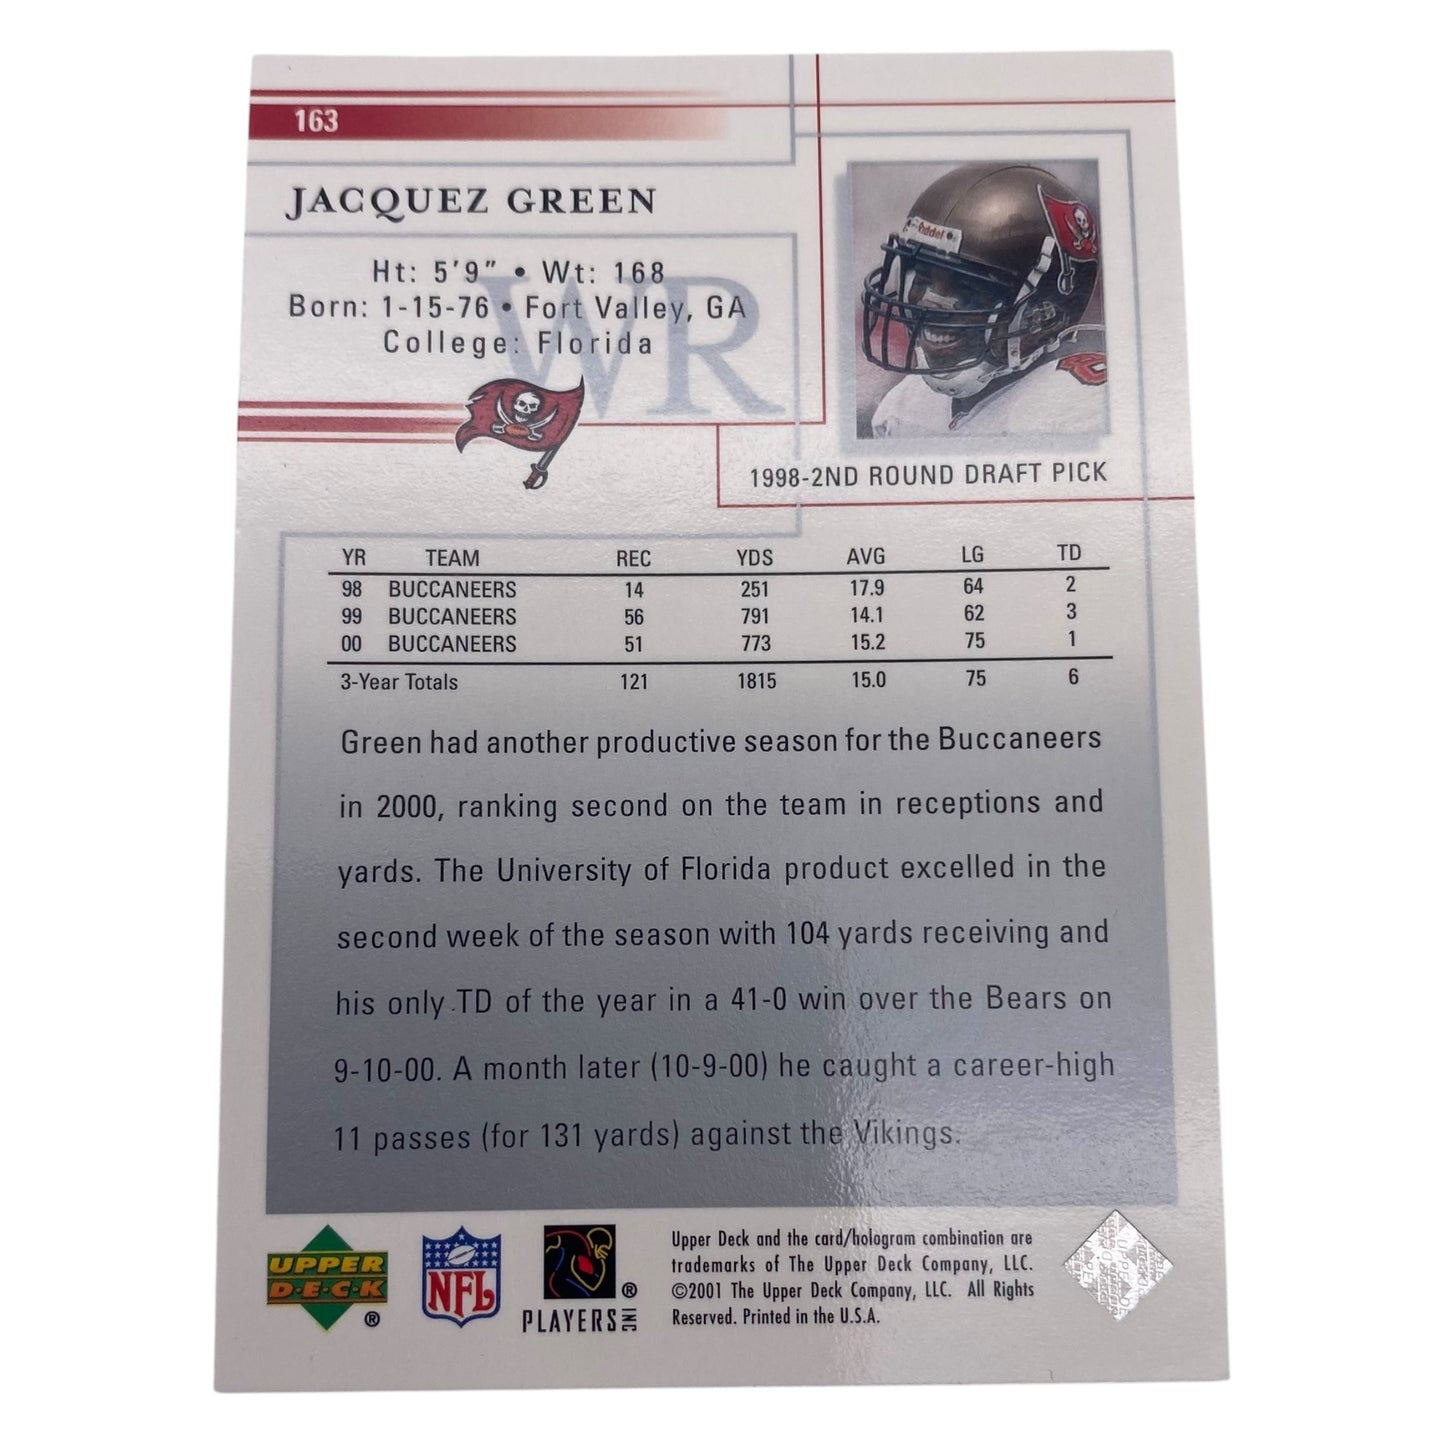 163
JACQUEZ GREEN
Ht: 5'9" • Wt: 168
Born: 1-15-76 • Fort Valley, GA
College: Florida
WR
Riddell
1998-2ND ROUND DRAFT PICK
YR TEAM REC YDS AVG LG TD
98 BUCCANEERS 14 251 17.9 64 2
99 BUCCANEERS 56 791 14.1 62 3
00 BUCCANEERS 51 773 15.2 75 1
3-Year Totals 121 1815 15.0 75 6
Green had another productive season for the Buccaneers
in 2000, ranking second on the team in receptions and
yards. The University of Florida product excelled in the
second week of the season with 104 yards receiving and
his only TD of the year in a 41-0 win over the Bears on
9-10-00. A month later (10-9-00) he caught a career-high
11 passes (for 131 yards) against the Vikings.
UPPER
D·E·C·K
®
NFL
®
PLAYERS INC
Upper Deck and the card/hologram combination are
trademarks of The Upper Deck Company, LLC.
©2001 The Upper Deck Company, LLC. All Rights
Reserved. Printed in the U.S.A.